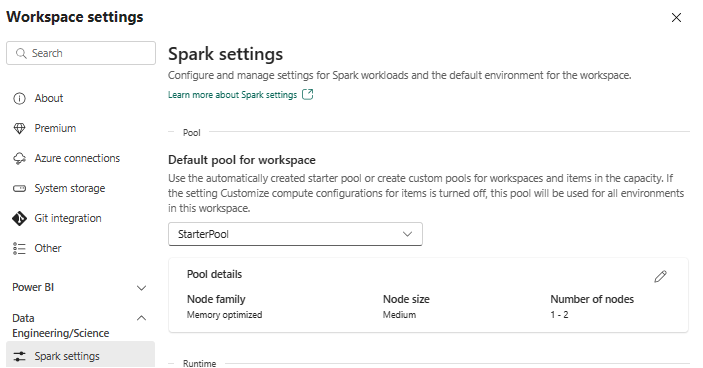 Workspace settings
Search
About
Premium
Azure connections
System storage
Git integration
Other
Power BI
Data
Engineering/Science
Spark settings
Spark settings
Configure and manage settings for Spark workloads and the default environment for the workspace.
Learn more about Spark settings
Pool
Default pool for workspace
Use the automatically created starter pool or create custom pools for workspaces and items in the capacity. If
the setting Customize compute configurations for items is turned off, this pool will be used for all environments
in this workspace.
StarterPool
Pool details
Node family
Memory optimized
Node size
Medium
Number of nodes
1 - 2
Runtime